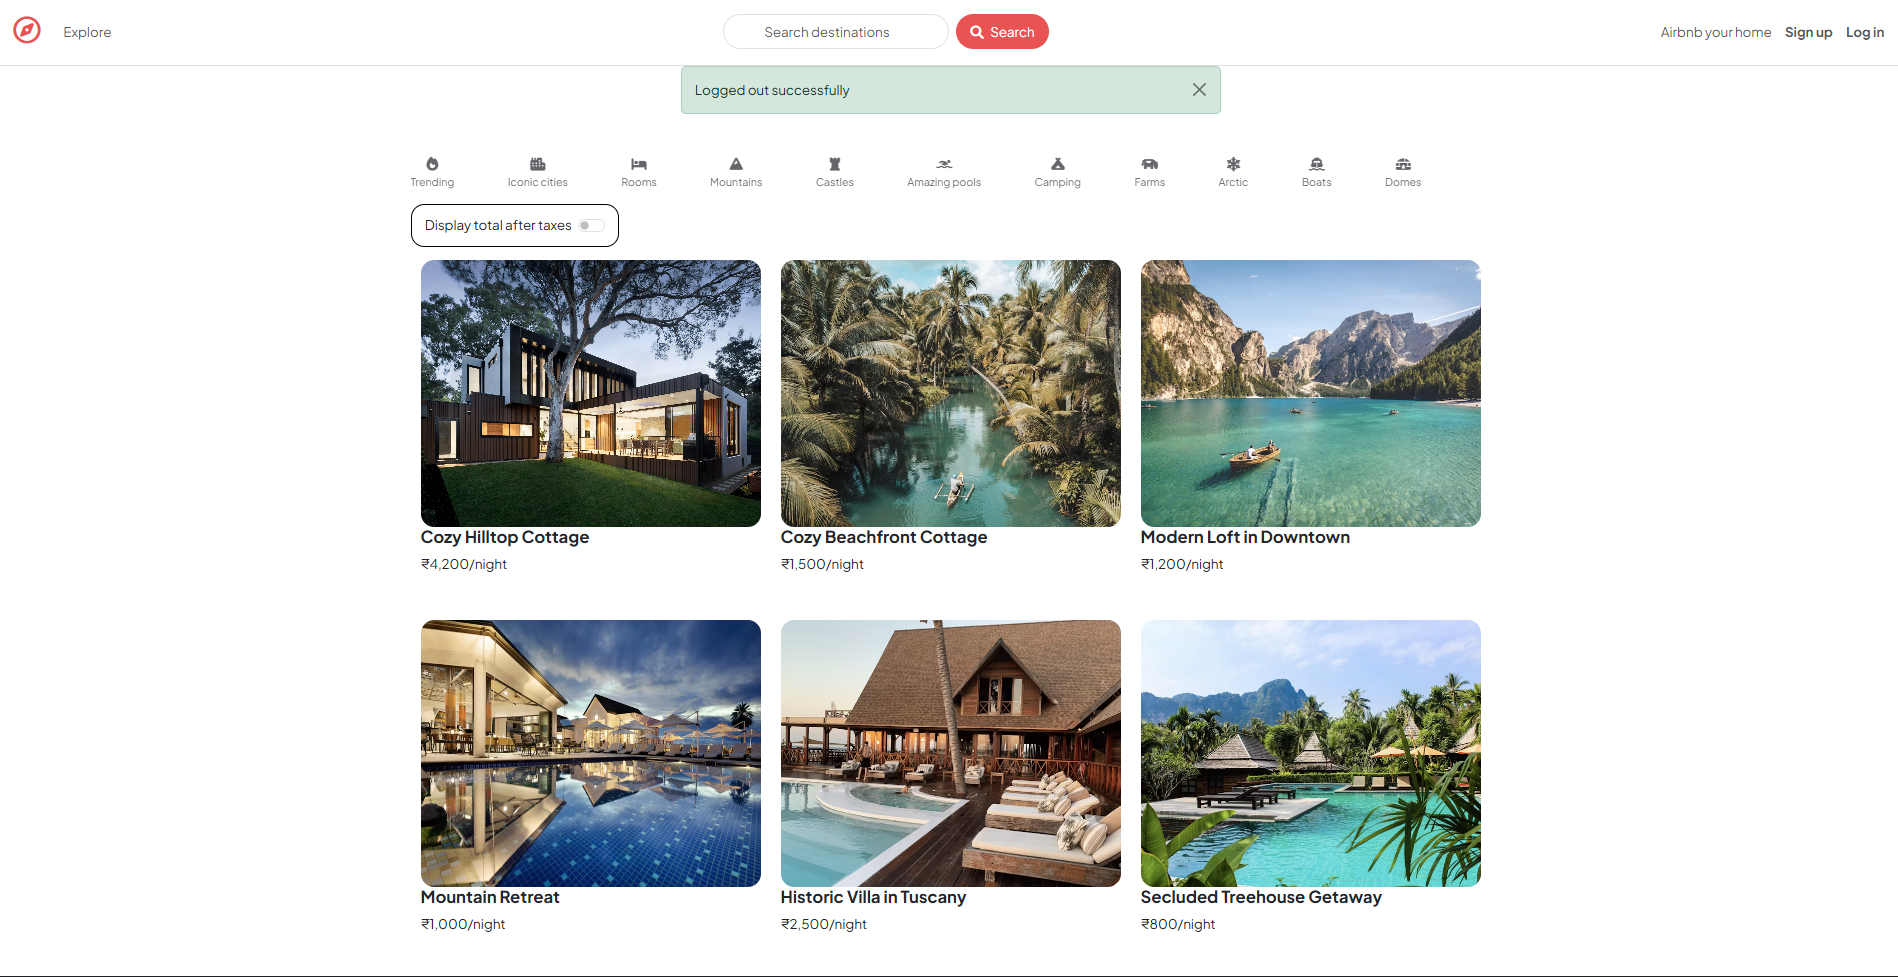 Explore
Search destinations
Search
Airbnb your home
Sign up
Log in
Logged out successfully
Trending
Iconic cities
Rooms
Mountains
Castles
Amazing pools
Camping
Farms
Arctic
Boats
Domes
Display total after taxes
Cozy Hilltop Cottage
₹4,200/night
Cozy Beachfront Cottage
₹1,500/night
Modern Loft in Downtown
₹1,200/night
Mountain Retreat
₹1,000/night
Historic Villa in Tuscany
₹2,500/night
Secluded Treehouse Getaway
₹800/night